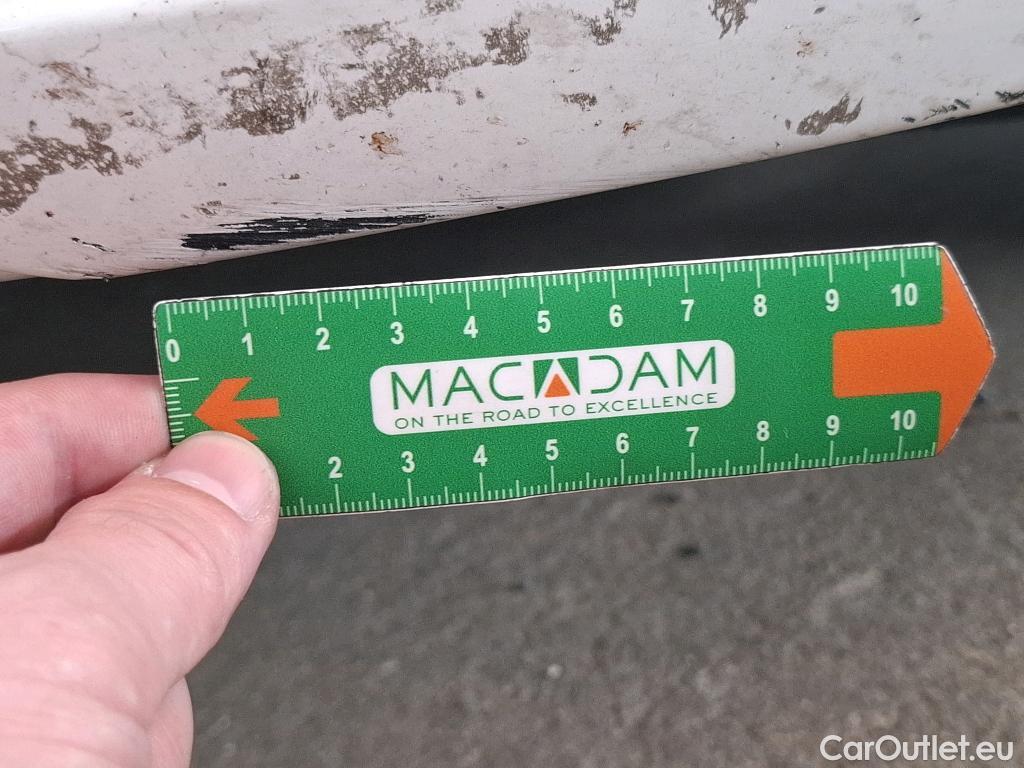 0 1 2 3 4 5 6 7 8 9 10
MACADAM
ON THE ROAD TO EXCELLENCE
2 3 4 5 6 7 8 9 10
CarOutlet.eu